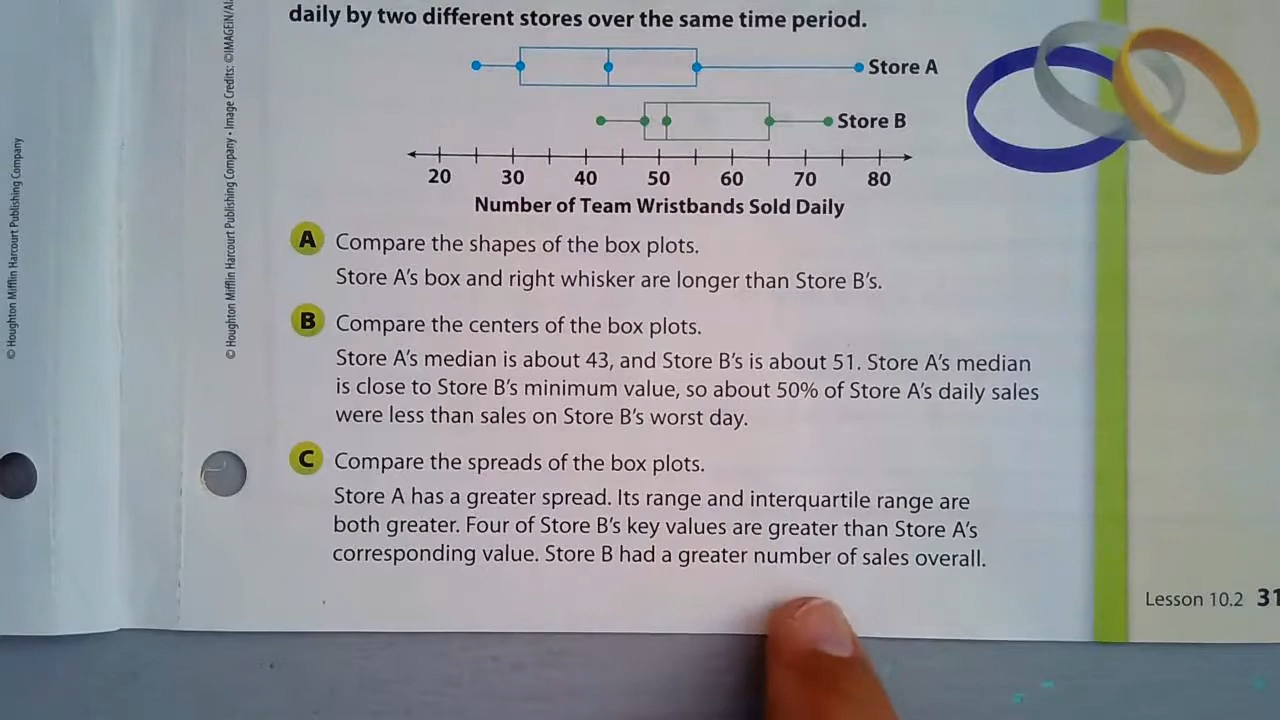 daily by two different stores over the same time period.
Store A
Store B
20 30 40 50 60 70 80
Number of Team Wristbands Sold Daily
A Compare the shapes of the box plots.
Store A's box and right whisker are longer than Store B's.
B Compare the centers of the box plots.
Store A's median is about 43, and Store B's is about 51. Store A's median
is close to Store B's minimum value, so about 50% of Store A's daily sales
were less than sales on Store B's worst day.
C Compare the spreads of the box plots.
Store A has a greater spread. Its range and interquartile range are
both greater. Four of Store B's key values are greater than Store A's
corresponding value. Store B had a greater number of sales overall.
Lesson 10.2 31
© Houghton Mifflin Harcourt Publishing Company
© Houghton Mifflin Harcourt Publishing Company • Image Credits: ©IMAGEiN/Al